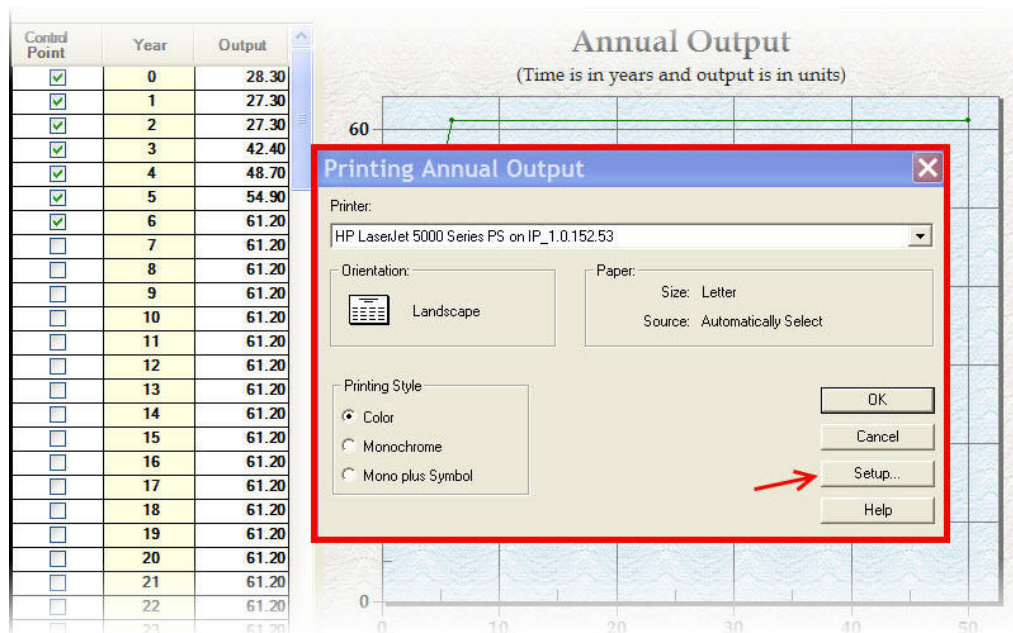 Control Point Year Output
0 28.30
1 27.30
2 27.30
3 42.40
4 48.70
5 54.90
6 61.20
7 61.20
8 61.20
9 61.20
10 61.20
11 61.20
12 61.20
13 61.20
14 61.20
15 61.20
16 61.20
17 61.20
18 61.20
19 61.20
20 61.20
21 61.20
22 61.20
23 61.20
Annual Output
(Time is in years and output is in units)
60
Printing Annual Output
Printer:
HP LaserJet 5000 Series PS on IP_1.0.152.53
Orientation:
Landscape
Paper:
Size: Letter
Source: Automatically Select
Printing Style
Color
Monochrome
Mono plus Symbol
OK
Cancel
Setup...
Help
0
0 10 20 30 40 50